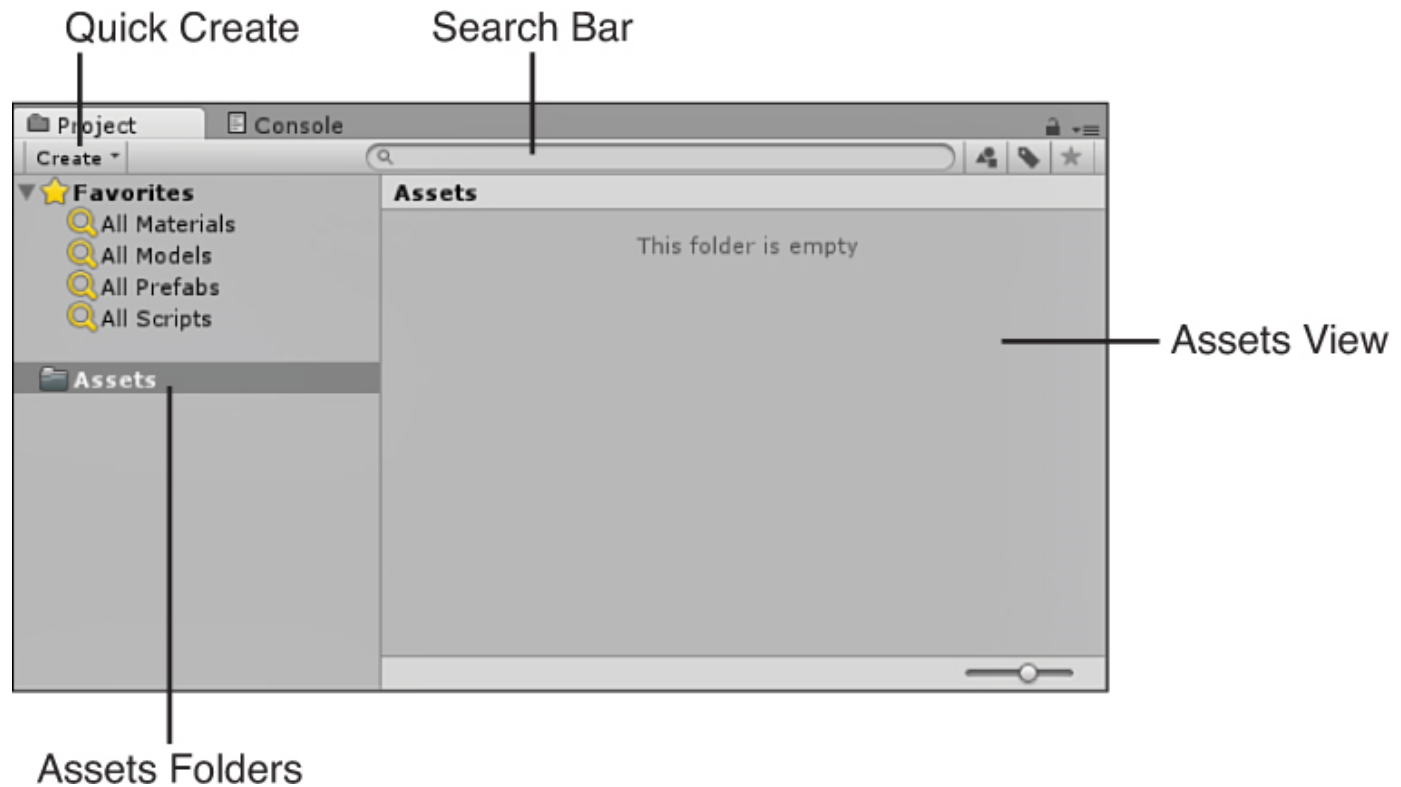 Quick Create
Search Bar
Project
Console
Create
Favorites
All Materials
All Models
All Prefabs
All Scripts
Assets
Assets
This folder is empty
Assets View
Assets Folders